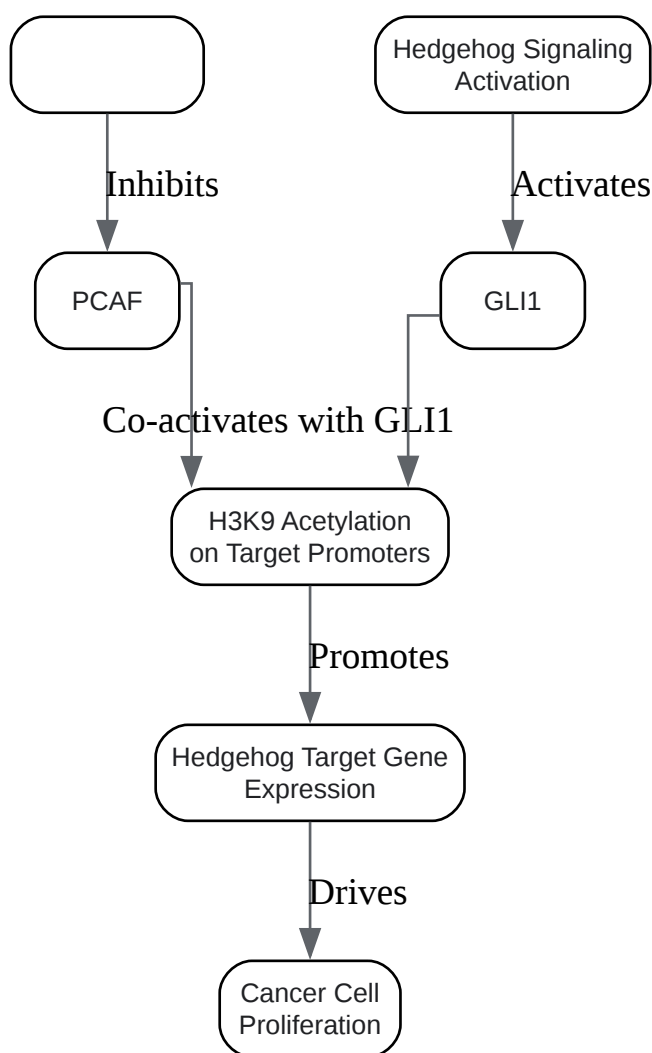 Hedgehog Signaling
Activation
Inhibits
Activates
PCAF
GLI1
Co-activates with GLI1
H3K9 Acetylation
on Target Promoters
Promotes
Hedgehog Target Gene
Expression
Drives
Cancer Cell
Proliferation